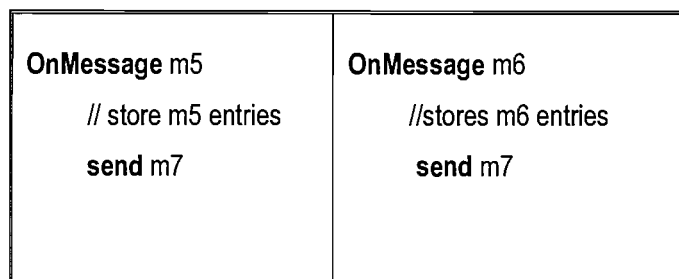 OnMessage m5
// store m5 entries
send m7
OnMessage m6
//stores m6 entries
send m7